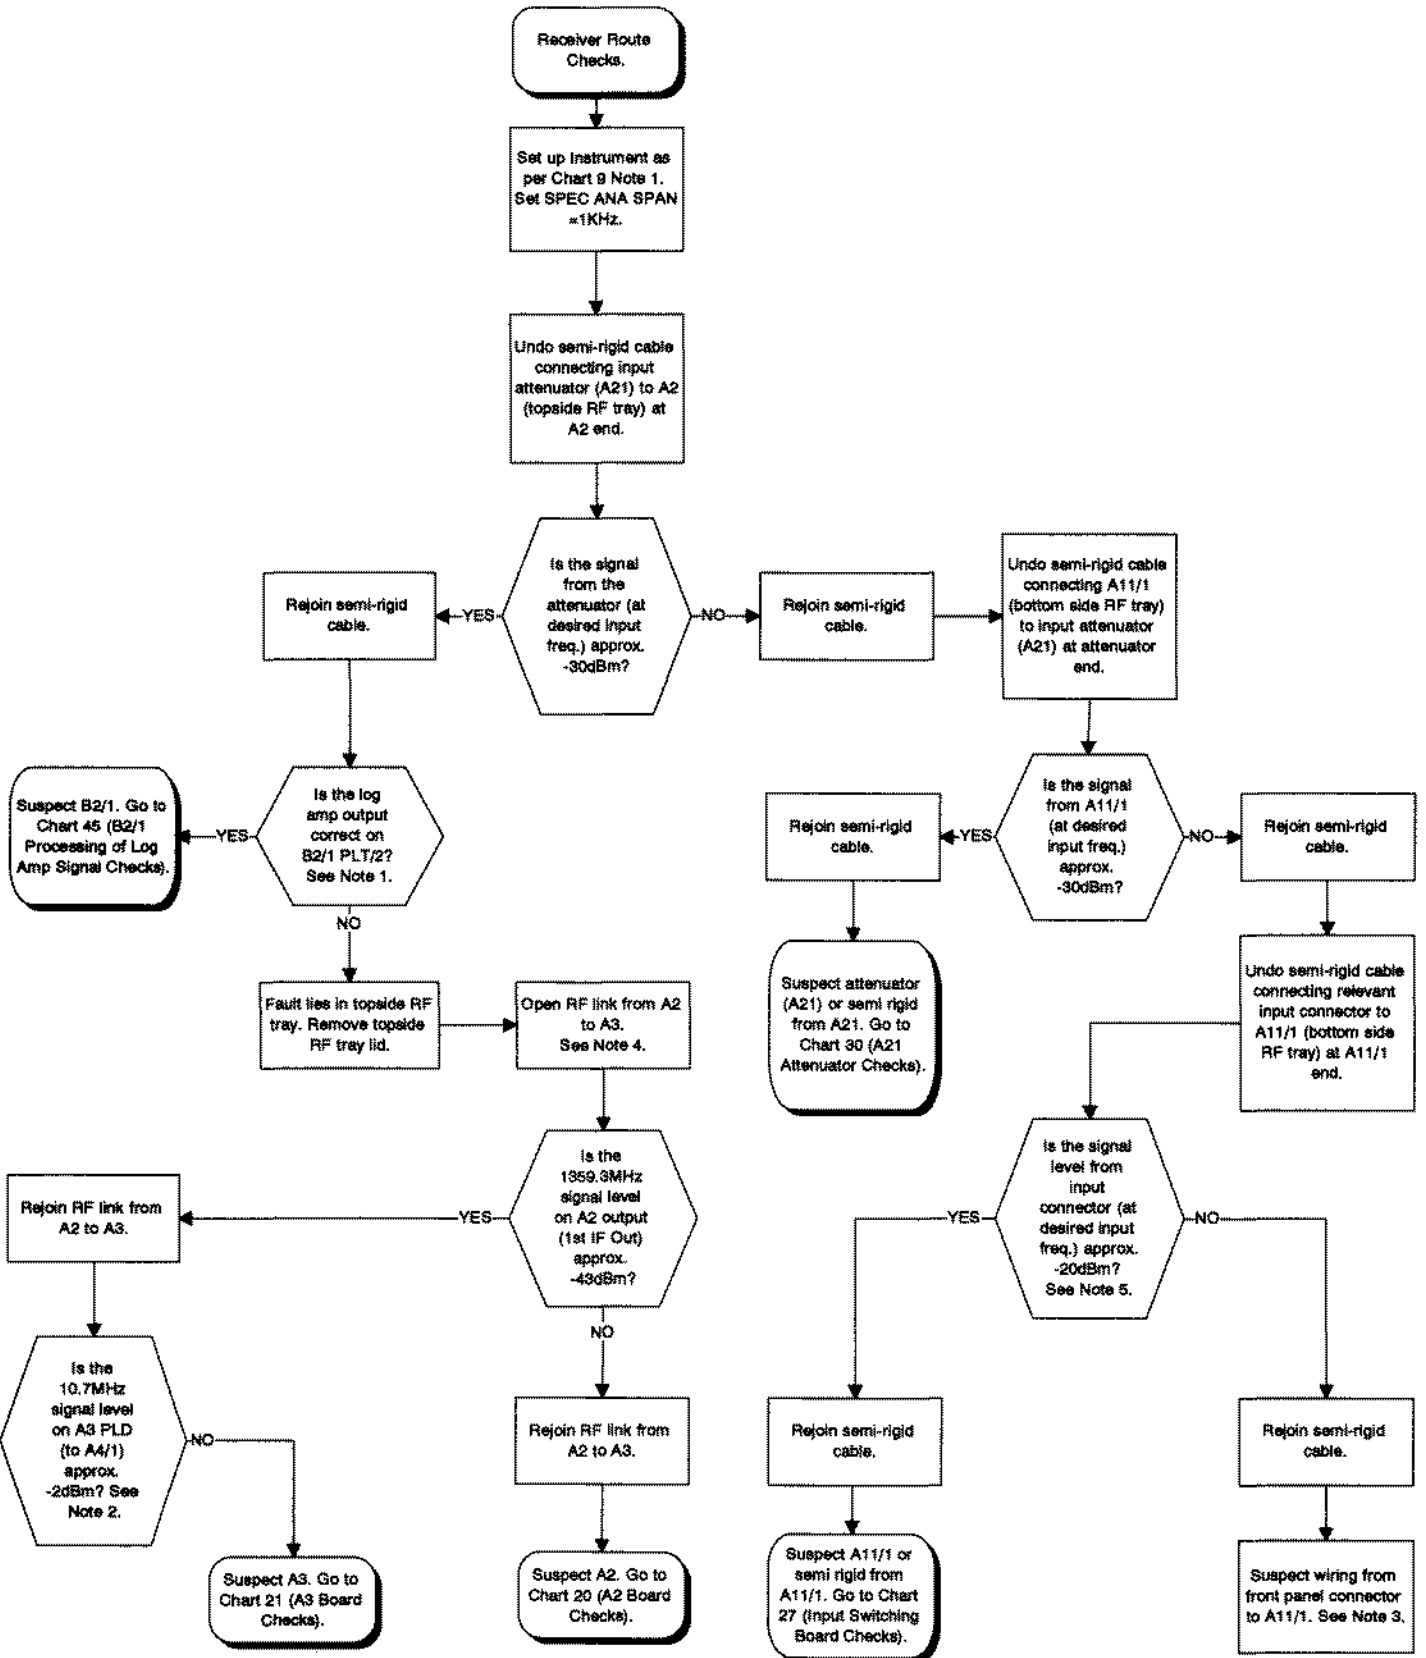 Receiver Route
Checks.
Set up Instrument as
per Chart 9 Note 1.
Set SPEC ANA SPAN
=1KHz.
Undo semi-rigid cable
connecting input
attenuator (A21) to A2
(topside RF tray) at
A2 end.
Is the signal
from the
attenuator (at
desired input
freq.) approx.
-30dBm?
YES
NO
Rejoin semi-rigid
cable.
Rejoin semi-rigid
cable.
Undo semi-rigid cable
connecting A11/1
(bottom side RF tray)
to input attenuator
(A21) at attenuator
end.
Is the log
amp output
correct on
B2/1 PLT/2?
See Note 1.
YES
Suspect B2/1. Go to
Chart 45 (B2/1
Processing of Log
Amp Signal Checks).
NO
Is the signal
from A11/1
(at desired
input freq.)
approx.
-30dBm?
YES
NO
Rejoin semi-rigid
cable.
Rejoin semi-rigid
cable.
Fault lies in topside RF
tray. Remove topside
RF tray lid.
Open RF link from A2
to A3.
See Note 4.
Suspect attenuator
(A21) or semi rigid
from A21. Go to
Chart 30 (A21
Attenuator Checks).
Undo semi-rigid cable
connecting relevant
input connector to
A11/1 (bottom side
RF tray) at A11/1
end.
Is the
1359.3MHz
signal level
on A2 output
(1st IF Out)
approx.
-43dBm?
YES
NO
Rejoin RF link from
A2 to A3.
Is the signal
level from
input
connector (at
desired input
freq.) approx.
-20dBm?
See Note 5.
YES
NO
Is the
10.7MHz
signal level
on A3 PLD
(to A4/1)
approx.
-2dBm? See
Note 2.
NO
Rejoin RF link from
A2 to A3.
Rejoin semi-rigid
cable.
Rejoin semi-rigid
cable.
Suspect A3. Go to
Chart 21 (A3 Board
Checks).
Suspect A2. Go to
Chart 20 (A2 Board
Checks).
Suspect A11/1 or
semi rigid from
A11/1. Go to Chart
27 (Input Switching
Board Checks).
Suspect wiring from
front panel connector
to A11/1. See Note 3.